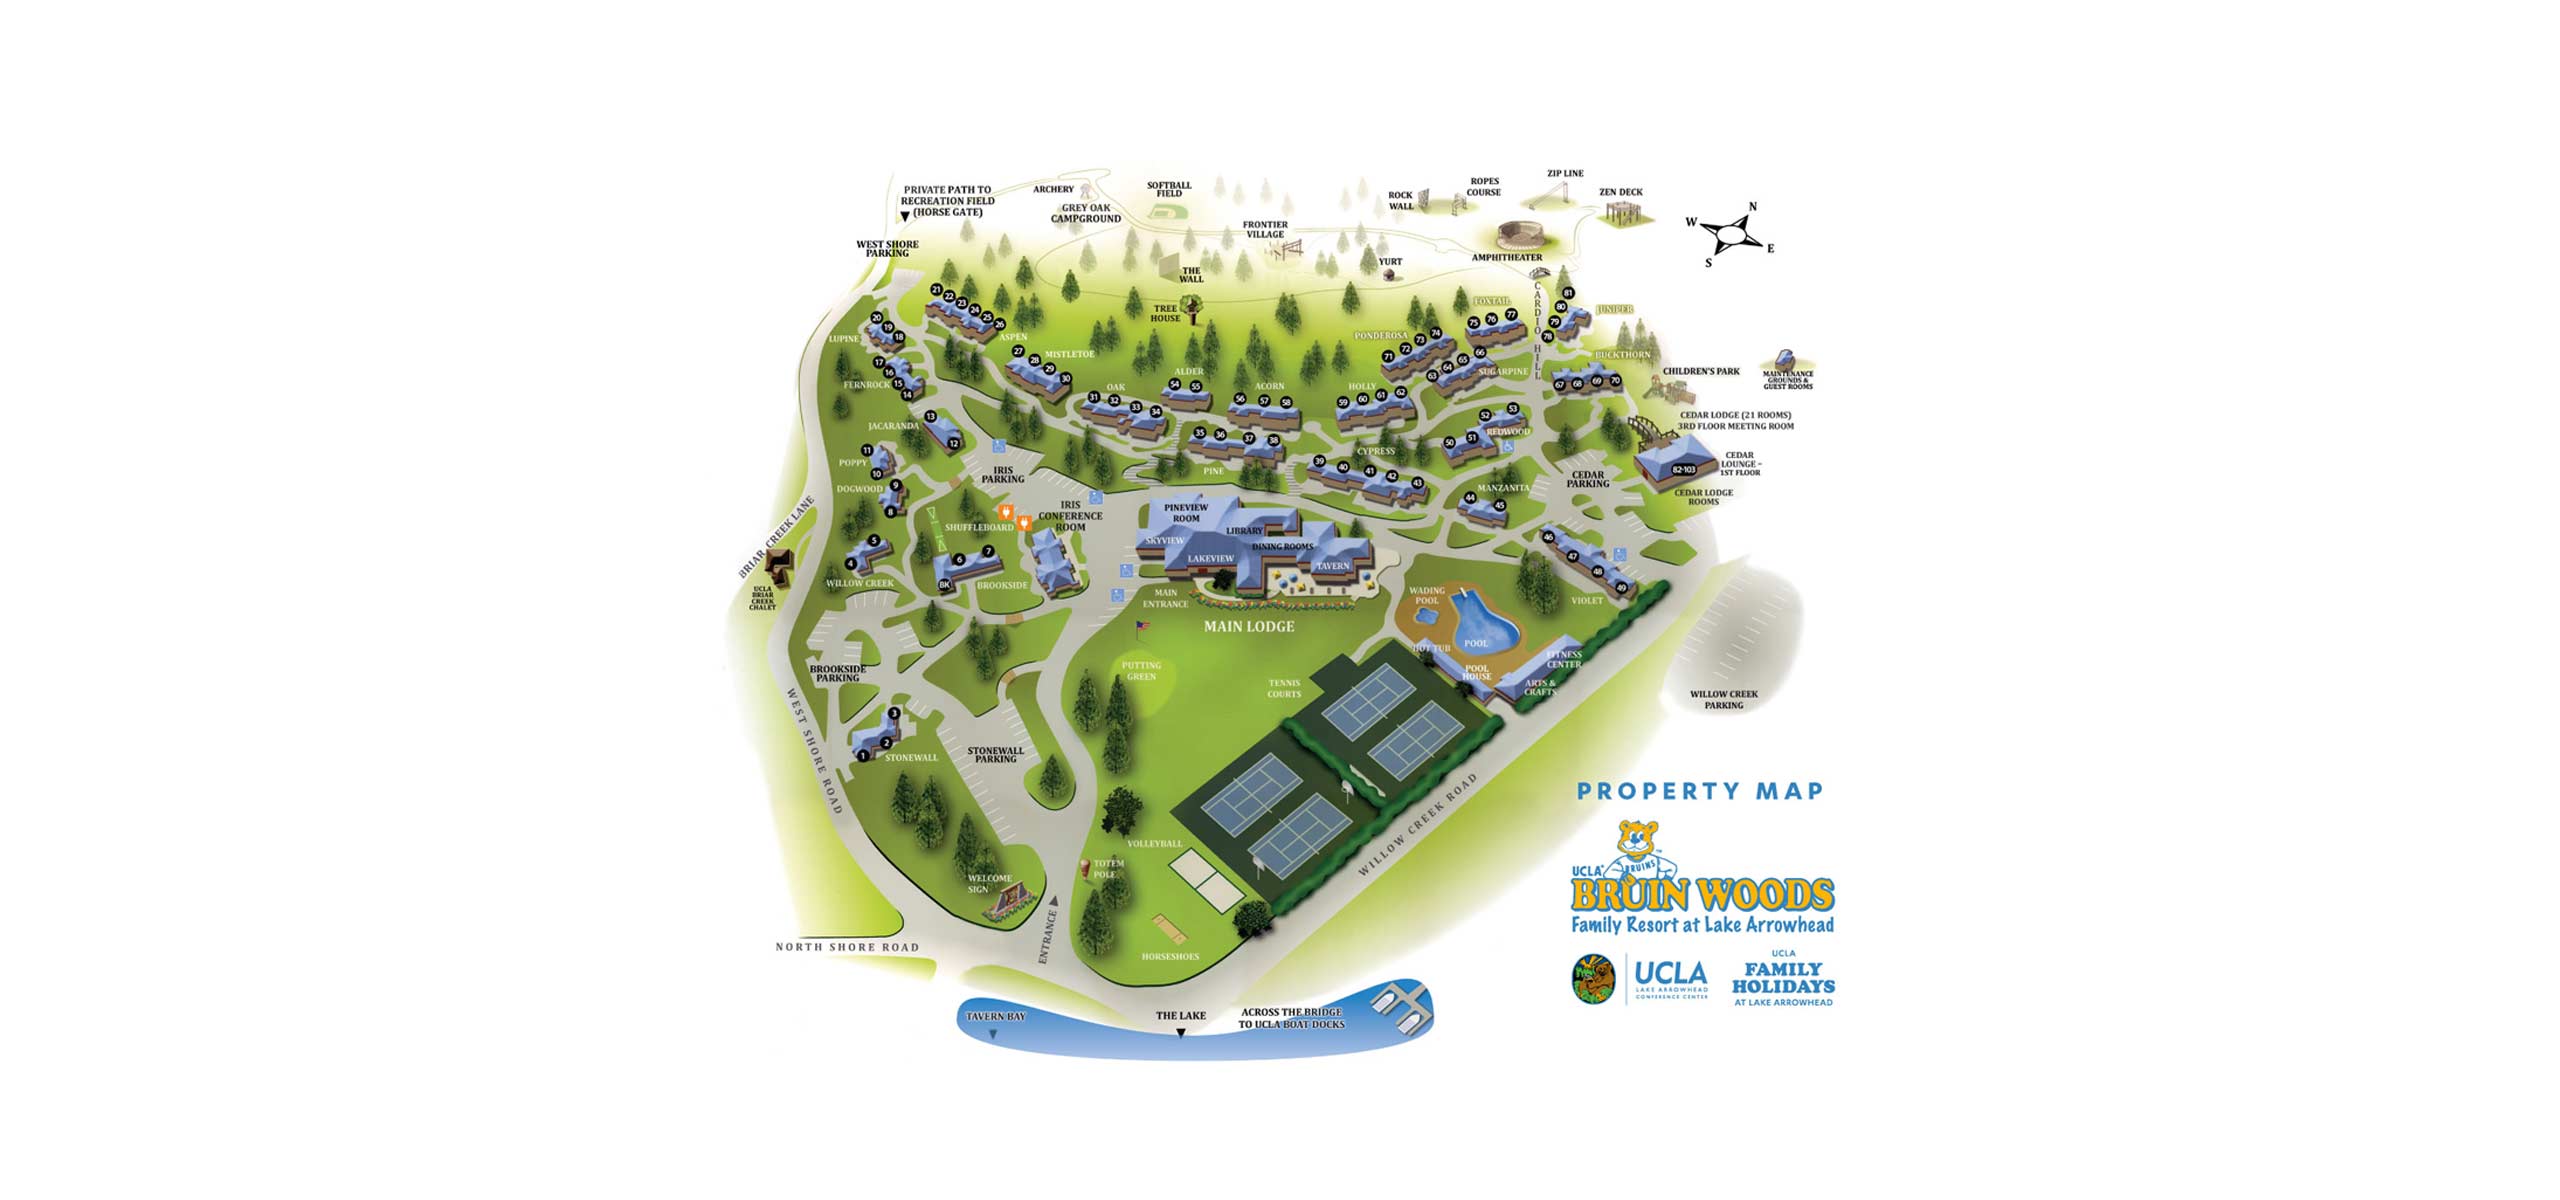 PRIVATE PATH TO
RECREATION FIELD
(HORSE GATE)
ARCHERY
GREY OAK
CAMPGROUND
SOFTBALL
FIELD
ROCK
WALL
ROPES
COURSE
ZIP LINE
ZEN DECK
N
W
E
S
WEST SHORE
PARKING
FRONTIER
VILLAGE
AMPHITHEATER
THE
WALL
YURT
TREE
HOUSE
CARDIO HILL
21
22
23
24
25
26
ASPEN
20
19
18
LUPINE
17
16
15
14
FERNROCK
27
28
29
30
MISTLETOE
31
32
33
34
OAK
ALDER
54
55
ACORN
56
57
58
HOLLY
59
60
61
62
PONDEROSA
71
72
73
74
FOXTAIL
75
76
77
81
80
79
78
JUNIPER
63
64
65
66
SUGARPINE
BUCKTHORN
67
68
69
70
CHILDREN'S PARK
MAINTENANCE
GROUNDS &
GUEST ROOMS
CEDAR LODGE (21 ROOMS)
3RD FLOOR MEETING ROOM
CEDAR
LOUNGE –
1ST FLOOR
82-103
CEDAR LODGE
ROOMS
13
12
JACARANDA
11
10
POPPY
DOGWOOD
9
8
IRIS
PARKING
35
36
37
38
PINE
CYPRESS
39
40
41
42
43
50
51
52
53
REDWOOD
MANZANITA
44
45
CEDAR
PARKING
IRIS
CONFERENCE
ROOM
SHUFFLEBOARD
PINEVIEW
ROOM
SKYVIEW
LIBRARY
LAKEVIEW
DINING ROOMS
TAVERN
MAIN
ENTRANCE
MAIN LODGE
46
47
48
49
VIOLET
BRIAR CREEK LANE
UCLA
BRIAR
CREEK
CHALET
5
4
WILLOW CREEK
6
7
BK
BROOKSIDE
WADING
POOL
POOL
HOT TUB
POOL
HOUSE
FITNESS
CENTER
ARTS &
CRAFTS
BROOKSIDE
PARKING
PUTTING
GREEN
TENNIS
COURTS
WILLOW CREEK
PARKING
WEST SHORE ROAD
3
2
1
STONEWALL
STONEWALL
PARKING
WILLOW CREEK ROAD
VOLLEYBALL
TOTEM
POLE
WELCOME
SIGN
ENTRANCE
HORSESHOES
NORTH SHORE ROAD
TAVERN BAY
THE LAKE
ACROSS THE BRIDGE
TO UCLA BOAT DOCKS
PROPERTY MAP
BRUINS
UCLA
BRUIN WOODS
Family Resort at Lake Arrowhead
UCLA
LAKE ARROWHEAD
CONFERENCE CENTER
UCLA
FAMILY
HOLIDAYS
AT LAKE ARROWHEAD